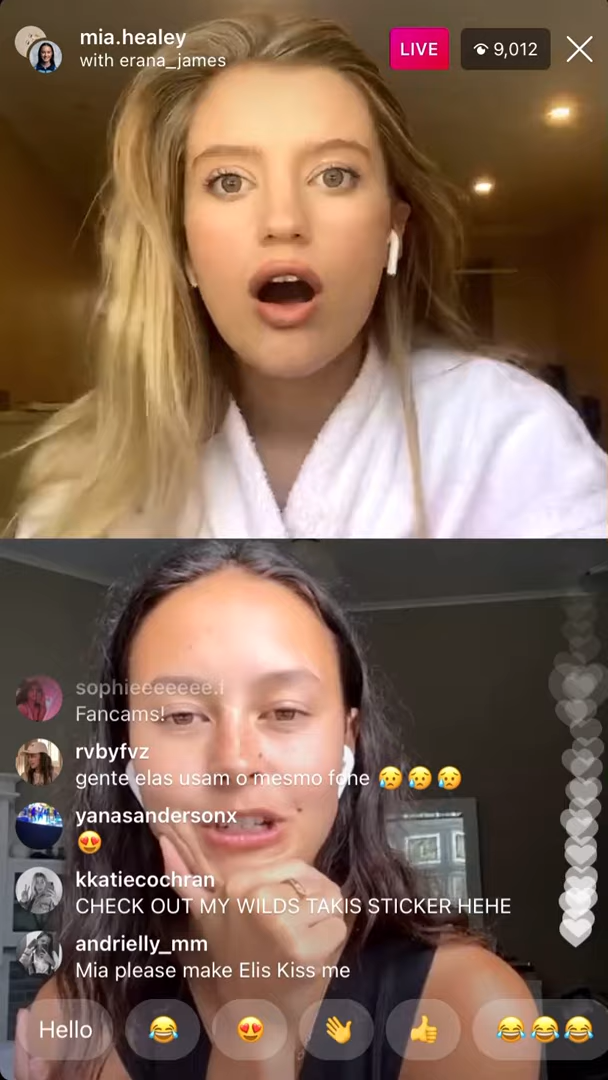 mia.healey
with erana_james
LIVE
9,012
sophieeeeeee.i
Fancams!
rvbyfvz
gente elas usam o mesmo fone 😥😥😥
yanasandersonx
😍
kkatiecochran
CHECK OUT MY WILDS TAKIS STICKER HEHE
andrielly_mm
Mia please make Elis Kiss me
Hello 😂 😍 👋 👍 😂😂😂